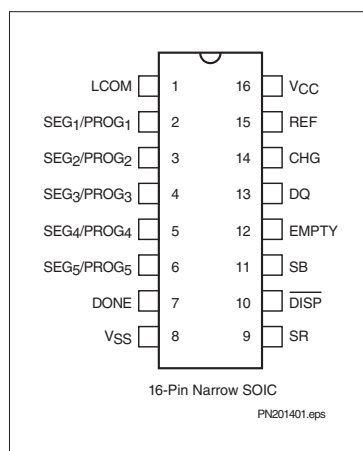 LCOM 1 16 VCC
SEG1/PROG1 2 15 REF
SEG2/PROG2 3 14 CHG
SEG3/PROG3 4 13 DQ
SEG4/PROG4 5 12 EMPTY
SEG5/PROG5 6 11 SB
DONE 7 10 DISP
VSS 8 9 SR
16-Pin Narrow SOIC
PN201401.eps